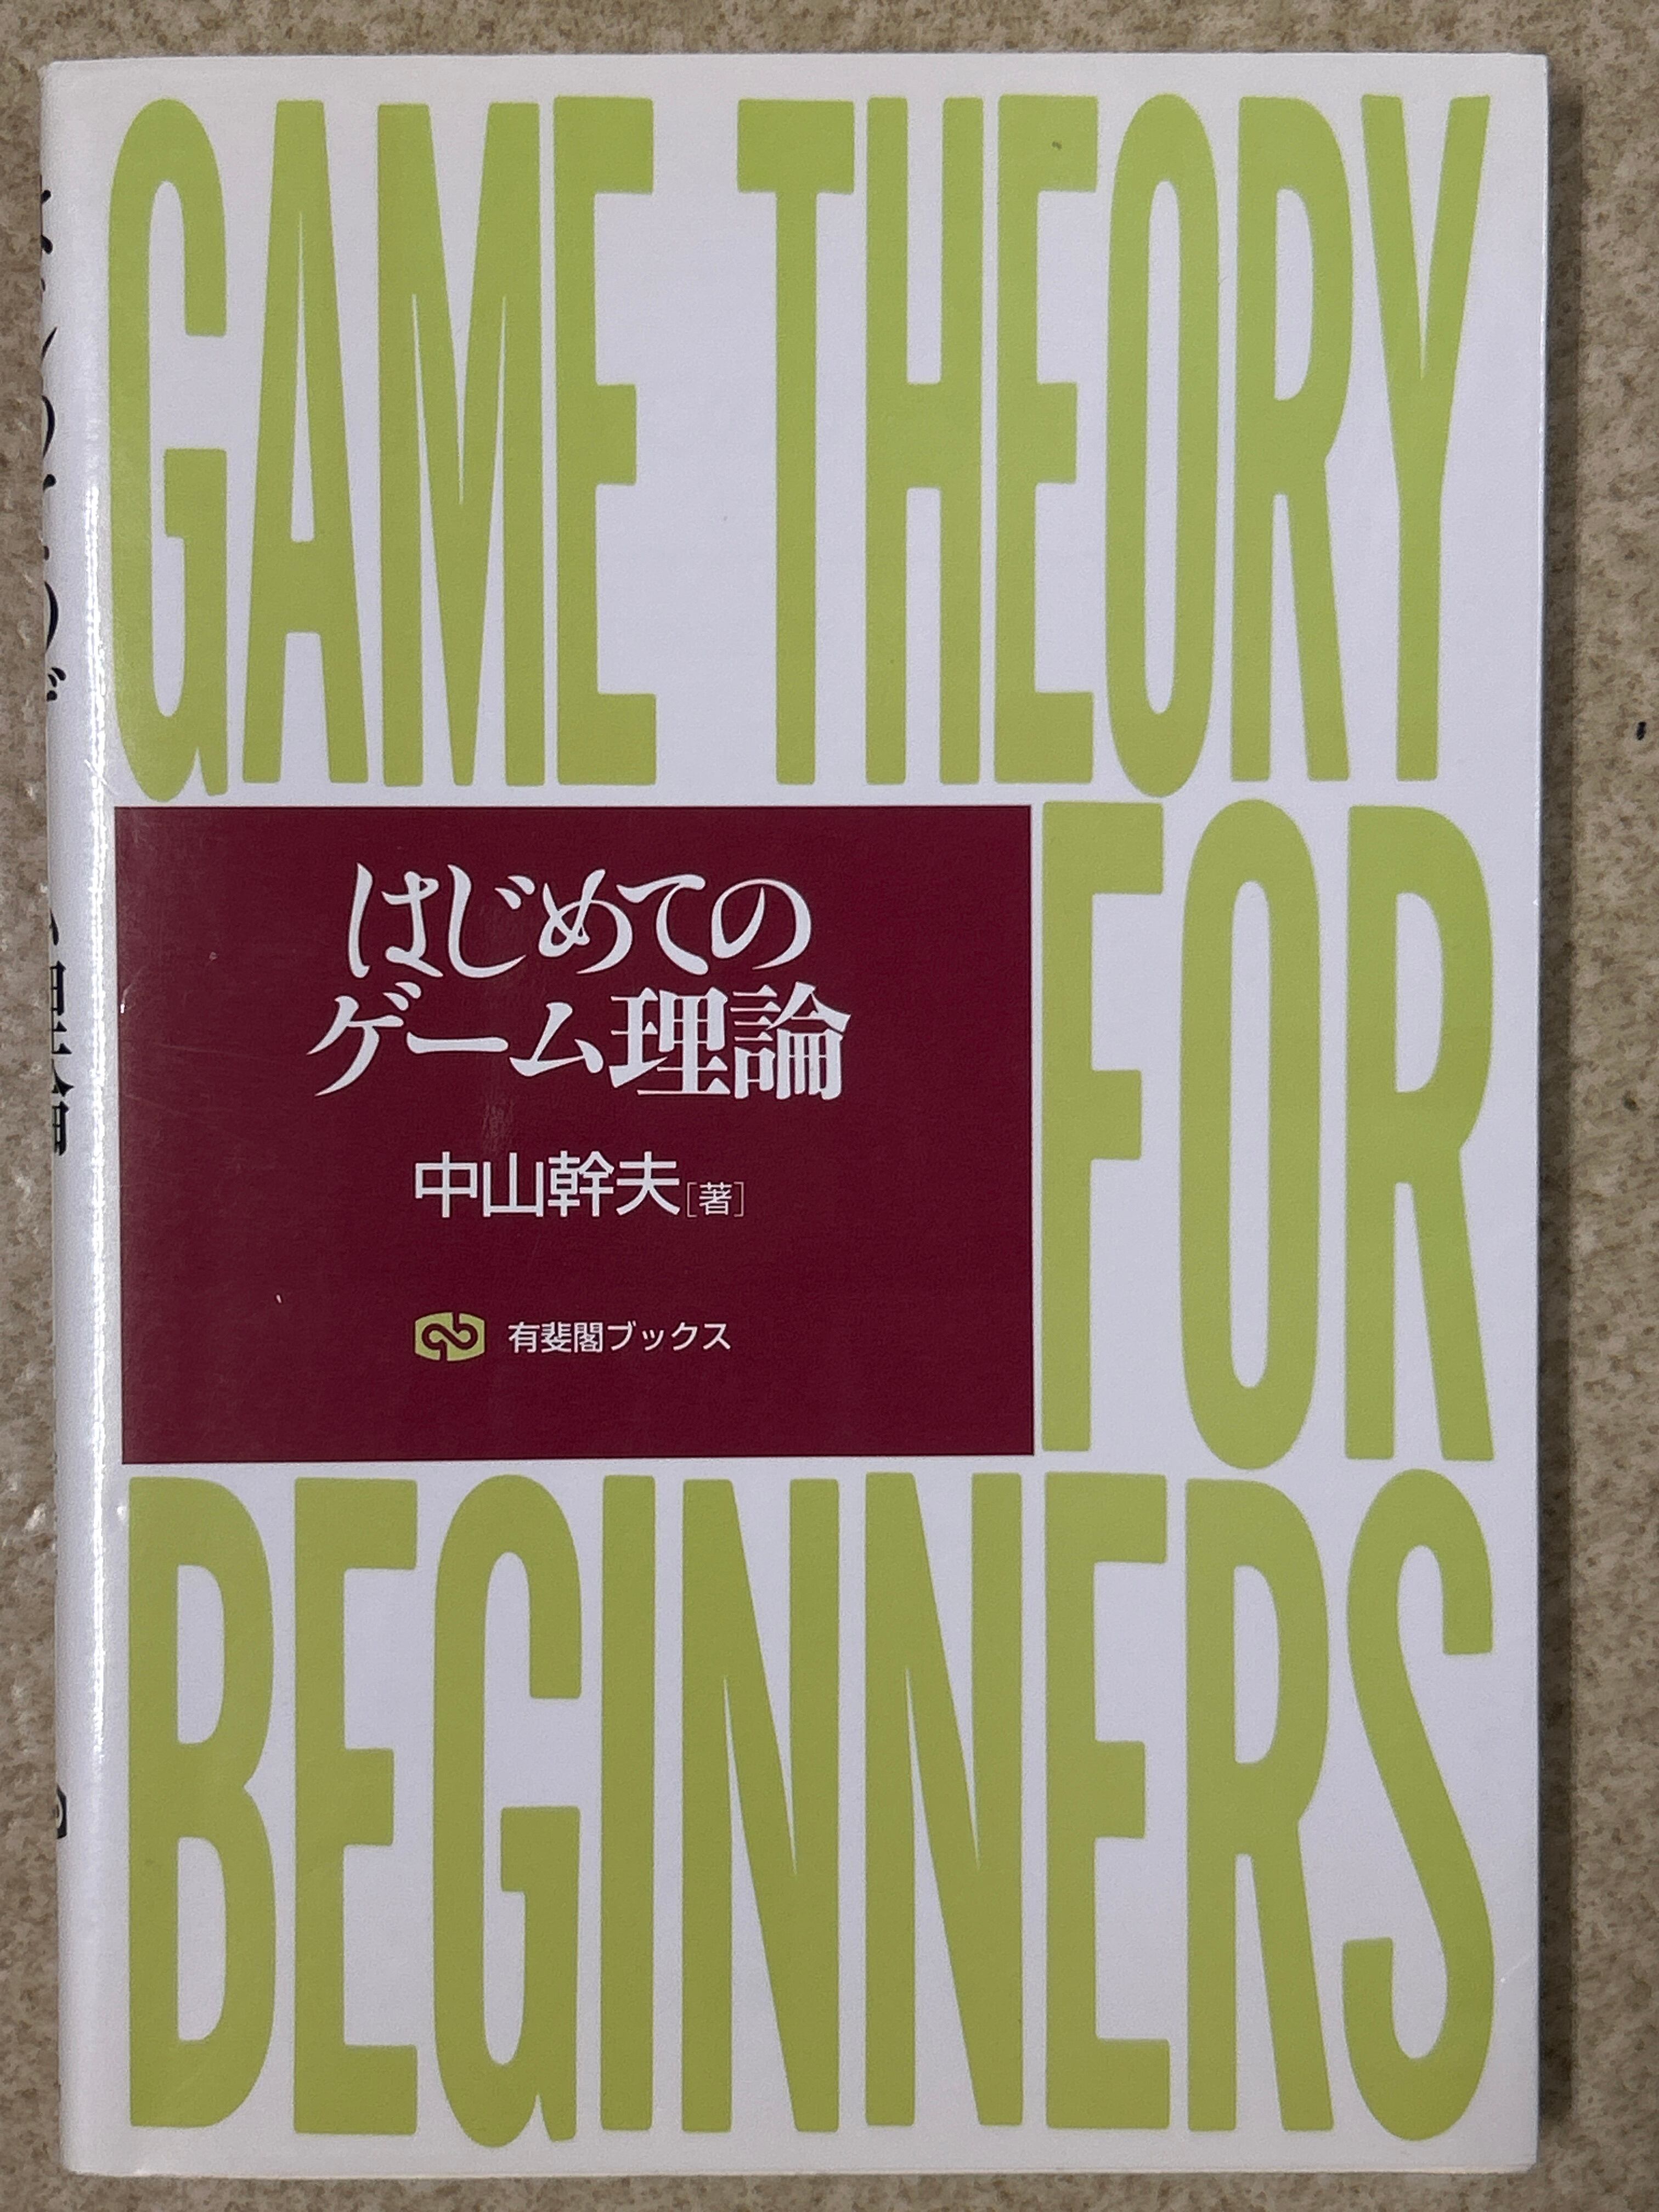 GAME THEORY
はじめての
ゲーム理論
中山幹夫[著]
有斐閣ブックス
FOR
BEGINNERS